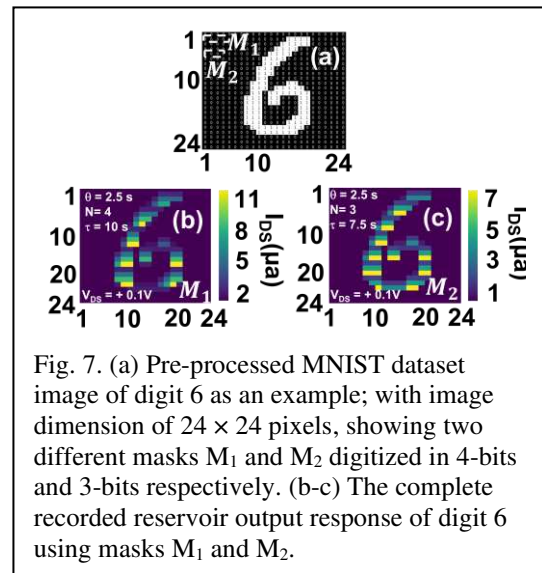 1
M₁
(a)
10
M₂
24
1 10 24
1
θ = 2.5 s
N= 4
τ = 10 s
(b)
10
20
24
V_DS = + 0.1V
M₁
1 10 20 24
11
8
5
2
I_DS(μa)
1
θ = 2.5 s
N= 3
τ = 7.5 s
(c)
10
20
24
V_DS = +0.1V
M₂
1 10 20 24
7
5
3
1
I_DS(μa)
Fig. 7. (a) Pre-processed MNIST dataset
image of digit 6 as an example; with image
dimension of 24 × 24 pixels, showing two
different masks M₁ and M₂ digitized in 4-bits
and 3-bits respectively. (b-c) The complete
recorded reservoir output response of digit 6
using masks M₁ and M₂.